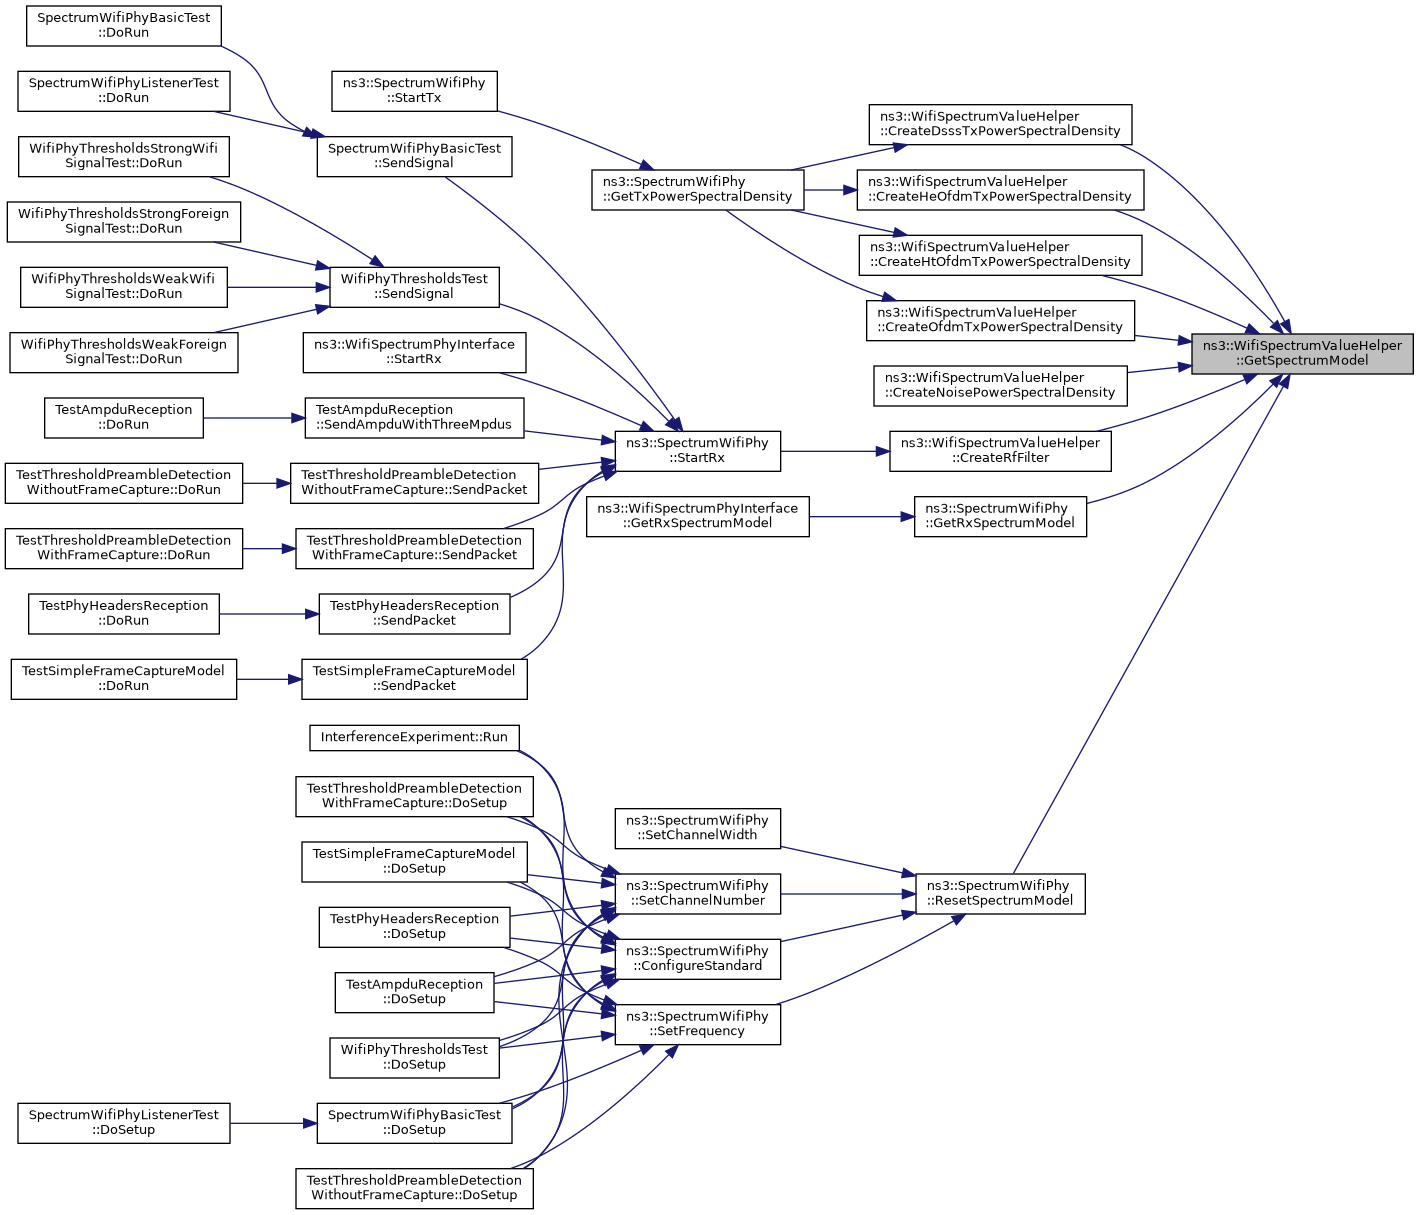 SpectrumWifiPhyBasicTest
::DoRun
SpectrumWifiPhyListenerTest
::DoRun
WifiPhyThresholdsStrongWifi
SignalTest::DoRun
WifiPhyThresholdsStrongForeign
SignalTest::DoRun
WifiPhyThresholdsWeakWifi
SignalTest::DoRun
WifiPhyThresholdsWeakForeign
SignalTest::DoRun
TestAmpduReception
::DoRun
TestThresholdPreambleDetection
WithoutFrameCapture::DoRun
TestThresholdPreambleDetection
WithFrameCapture::DoRun
TestPhyHeadersReception
::DoRun
TestSimpleFrameCaptureModel
::DoRun
SpectrumWifiPhyListenerTest
::DoSetup
ns3::SpectrumWifiPhy
::StartTx
SpectrumWifiPhyBasicTest
::SendSignal
WifiPhyThresholdsTest
::SendSignal
ns3::WifiSpectrumPhyInterface
::StartRx
TestAmpduReception
::SendAmpduWithThreeMpdus
TestThresholdPreambleDetection
WithoutFrameCapture::SendPacket
TestThresholdPreambleDetection
WithFrameCapture::SendPacket
TestPhyHeadersReception
::SendPacket
TestSimpleFrameCaptureModel
::SendPacket
InterferenceExperiment::Run
TestThresholdPreambleDetection
WithFrameCapture::DoSetup
TestSimpleFrameCaptureModel
::DoSetup
TestPhyHeadersReception
::DoSetup
TestAmpduReception
::DoSetup
WifiPhyThresholdsTest
::DoSetup
SpectrumWifiPhyBasicTest
::DoSetup
TestThresholdPreambleDetection
WithoutFrameCapture::DoSetup
ns3::SpectrumWifiPhy
::GetTxPowerSpectralDensity
ns3::SpectrumWifiPhy
::StartRx
ns3::WifiSpectrumPhyInterface
::GetRxSpectrumModel
ns3::SpectrumWifiPhy
::SetChannelWidth
ns3::SpectrumWifiPhy
::SetChannelNumber
ns3::SpectrumWifiPhy
::ConfigureStandard
ns3::SpectrumWifiPhy
::SetFrequency
ns3::WifiSpectrumValueHelper
::CreateDsssTxPowerSpectralDensity
ns3::WifiSpectrumValueHelper
::CreateHeOfdmTxPowerSpectralDensity
ns3::WifiSpectrumValueHelper
::CreateHtOfdmTxPowerSpectralDensity
ns3::WifiSpectrumValueHelper
::CreateOfdmTxPowerSpectralDensity
ns3::WifiSpectrumValueHelper
::CreateNoisePowerSpectralDensity
ns3::WifiSpectrumValueHelper
::CreateRfFilter
ns3::SpectrumWifiPhy
::GetRxSpectrumModel
ns3::SpectrumWifiPhy
::ResetSpectrumModel
ns3::WifiSpectrumValueHelper
::GetSpectrumModel